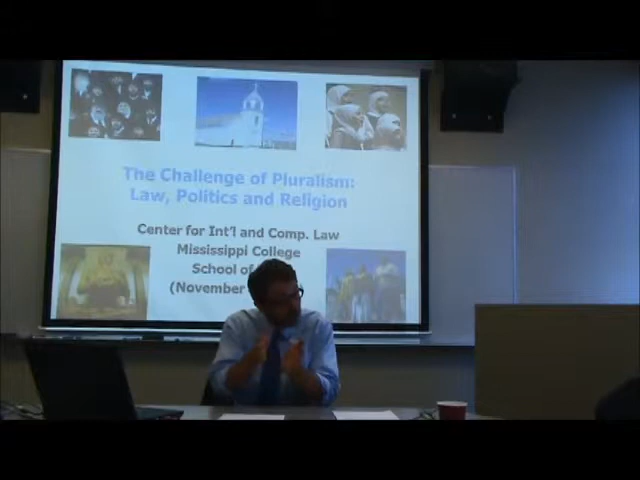 The Challenge of Pluralism:
Law, Politics and Religion
Center for Int'l and Comp. Law
Mississippi College
School of
(November